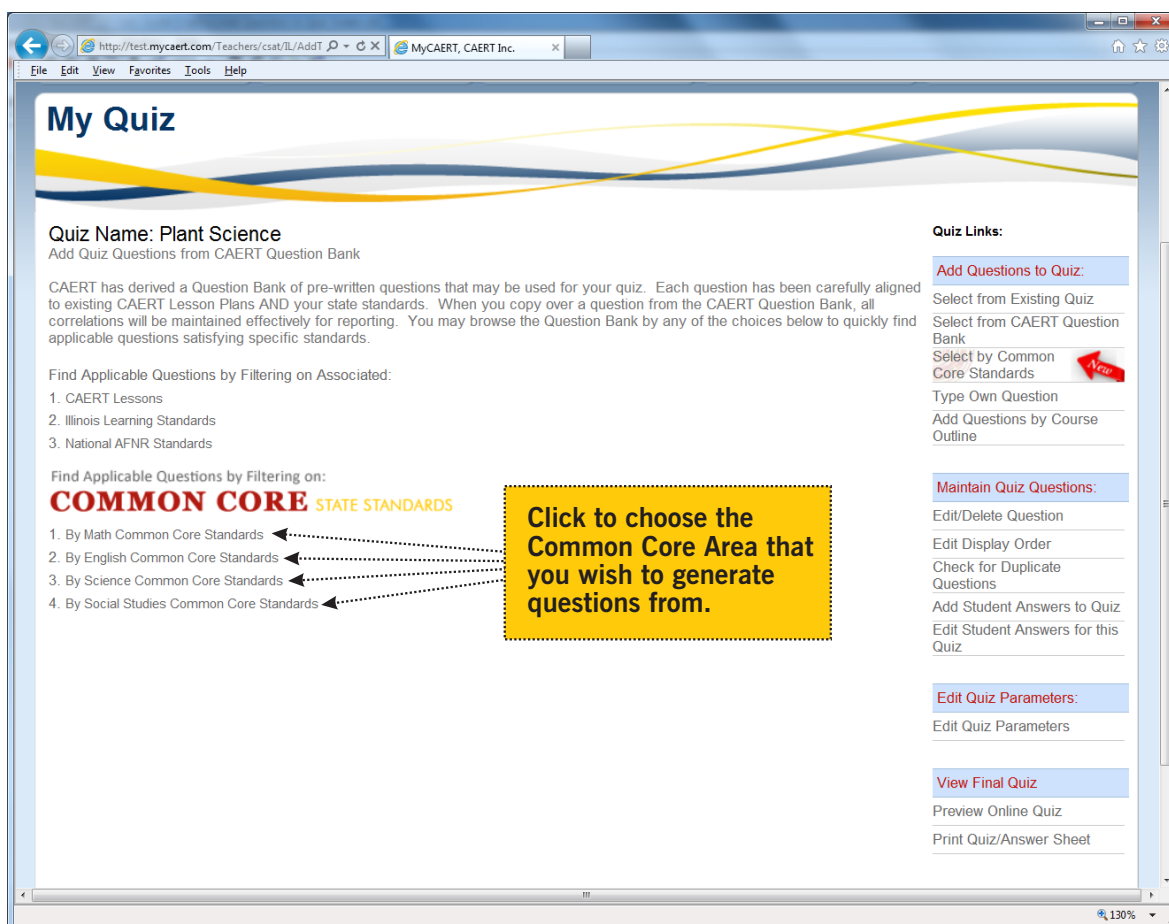 http://test.mycaert.com/Teachers/csat/IL/AddT
MyCAERT, CAERT Inc.
File Edit View Favorites Tools Help
My Quiz
Quiz Name: Plant Science
Add Quiz Questions from CAERT Question Bank
CAERT has derived a Question Bank of pre-written questions that may be used for your quiz. Each question has been carefully aligned
to existing CAERT Lesson Plans AND your state standards. When you copy over a question from the CAERT Question Bank, all
correlations will be maintained effectively for reporting. You may browse the Question Bank by any of the choices below to quickly find
applicable questions satisfying specific standards.
Find Applicable Questions by Filtering on Associated:
1. CAERT Lessons
2. Illinois Learning Standards
3. National AFNR Standards
Find Applicable Questions by Filtering on:
COMMON CORE STATE STANDARDS
1. By Math Common Core Standards
2. By English Common Core Standards
3. By Science Common Core Standards
4. By Social Studies Common Core Standards
Click to choose the
Common Core Area that
you wish to generate
questions from.
Quiz Links:
Add Questions to Quiz:
Select from Existing Quiz
Select from CAERT Question
Bank
Select by Common
Core Standards
New
Type Own Question
Add Questions by Course
Outline
Maintain Quiz Questions:
Edit/Delete Question
Edit Display Order
Check for Duplicate
Questions
Add Student Answers to Quiz
Edit Student Answers for this
Quiz
Edit Quiz Parameters:
Edit Quiz Parameters
View Final Quiz
Preview Online Quiz
Print Quiz/Answer Sheet
130%